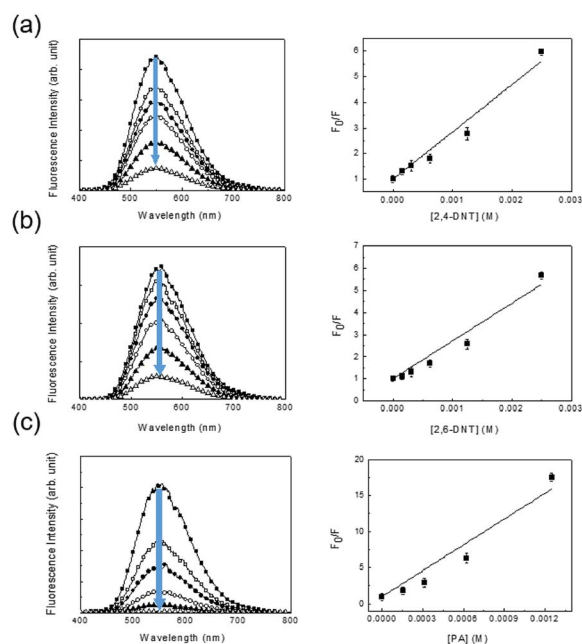 (a)
Fluorescence Intensity (arb. unit)
400 500 600 700 800
Wavelength (nm)
F0/F
6
5
4
3
2
1
0.000 0.001 0.002 0.003
[2,4-DNT] (M)
(b)
Fluorescence Intensity (arb. unit)
400 500 600 700 800
Wavelength (nm)
F0/F
7
6
5
4
3
2
1
0
0.000 0.001 0.002 0.003
[2,6-DNT] (M)
(c)
Fluorescence Intensity (arb. unit)
400 500 600 700 800
Wavelength (nm)
F0/F
20
15
10
5
0
0.0000 0.0003 0.0006 0.0009 0.0012
[PA] (M)